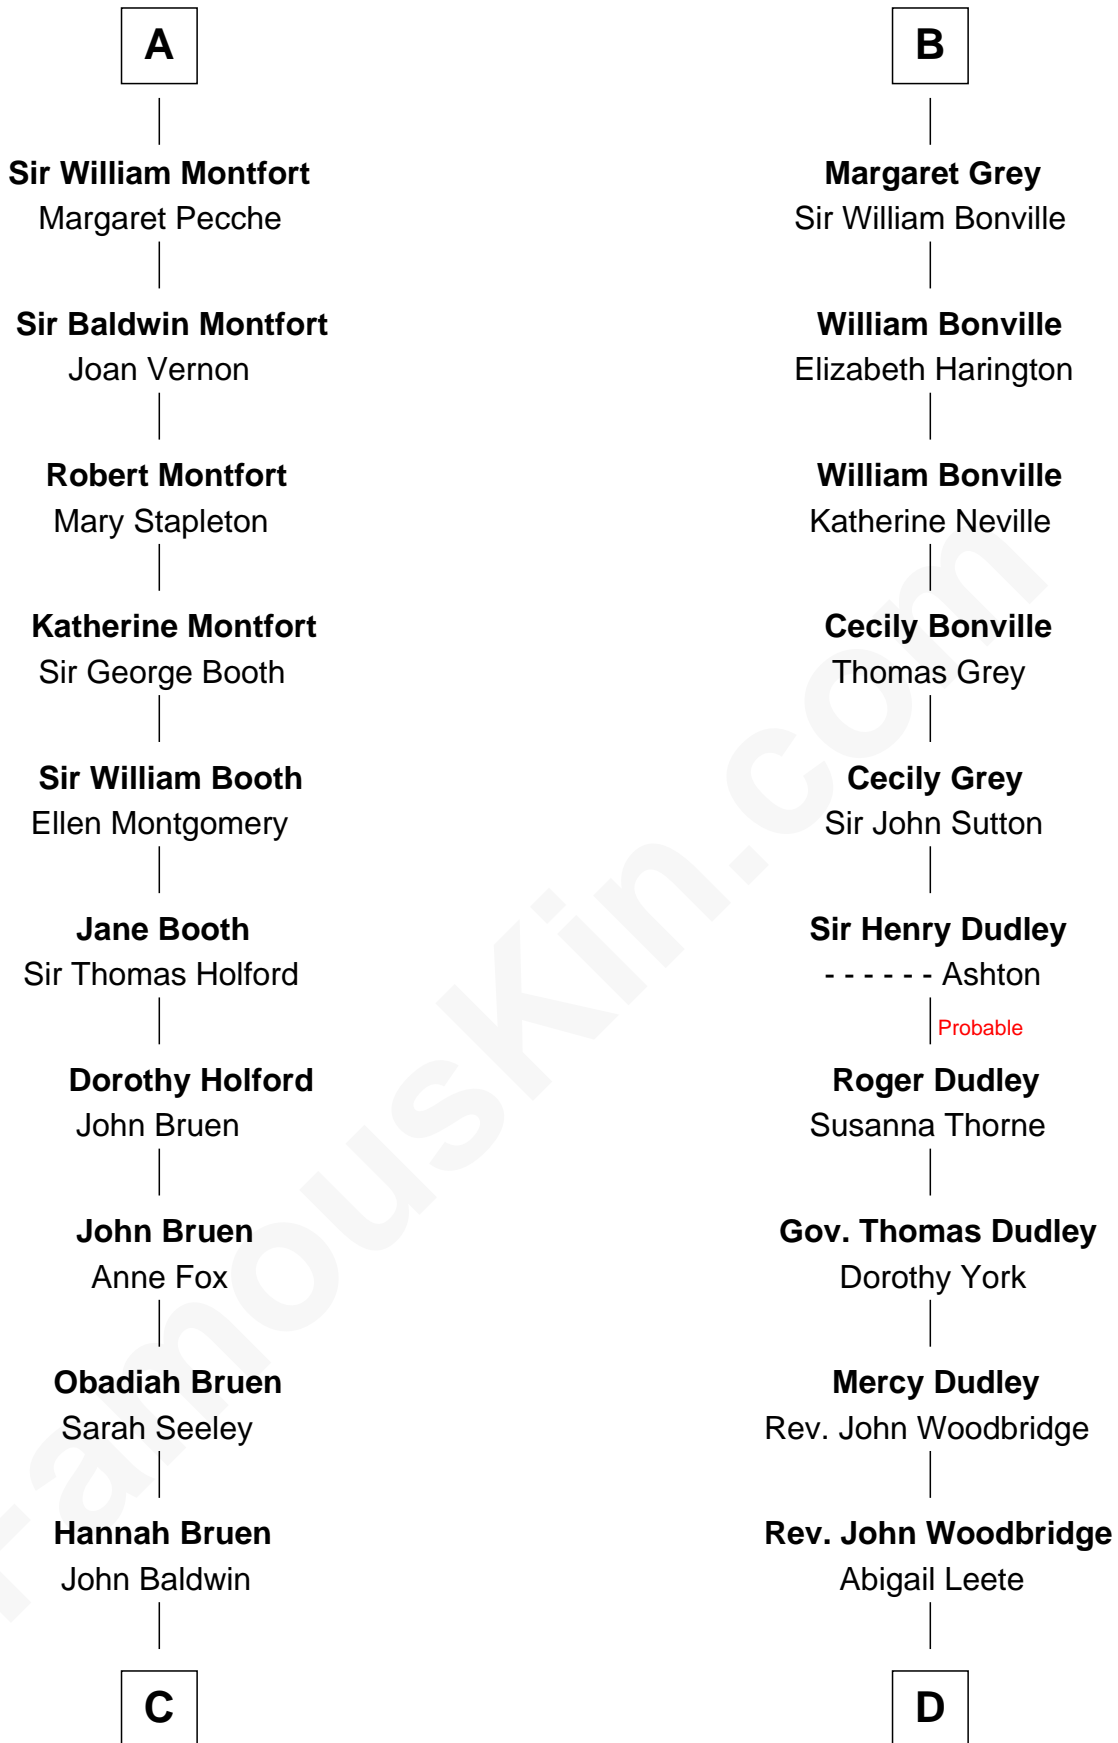 A
Sir William Montfort
Margaret Pecche
Sir Baldwin Montfort
Joan Vernon
Robert Montfort
Mary Stapleton
Katherine Montfort
Sir George Booth
Sir William Booth
Ellen Montgomery
Jane Booth
Sir Thomas Holford
Dorothy Holford
John Bruen
John Bruen
Anne Fox
Obadiah Bruen
Sarah Seeley
Hannah Bruen
John Baldwin
C
B
Margaret Grey
Sir William Bonville
William Bonville
Elizabeth Harington
William Bonville
Katherine Neville
Cecily Bonville
Thomas Grey
Cecily Grey
Sir John Sutton
Sir Henry Dudley
- - - - - - Ashton
Probable
Roger Dudley
Susanna Thorne
Gov. Thomas Dudley
Dorothy York
Mercy Dudley
Rev. John Woodbridge
Rev. John Woodbridge
Abigail Leete
D
FamousKin.com